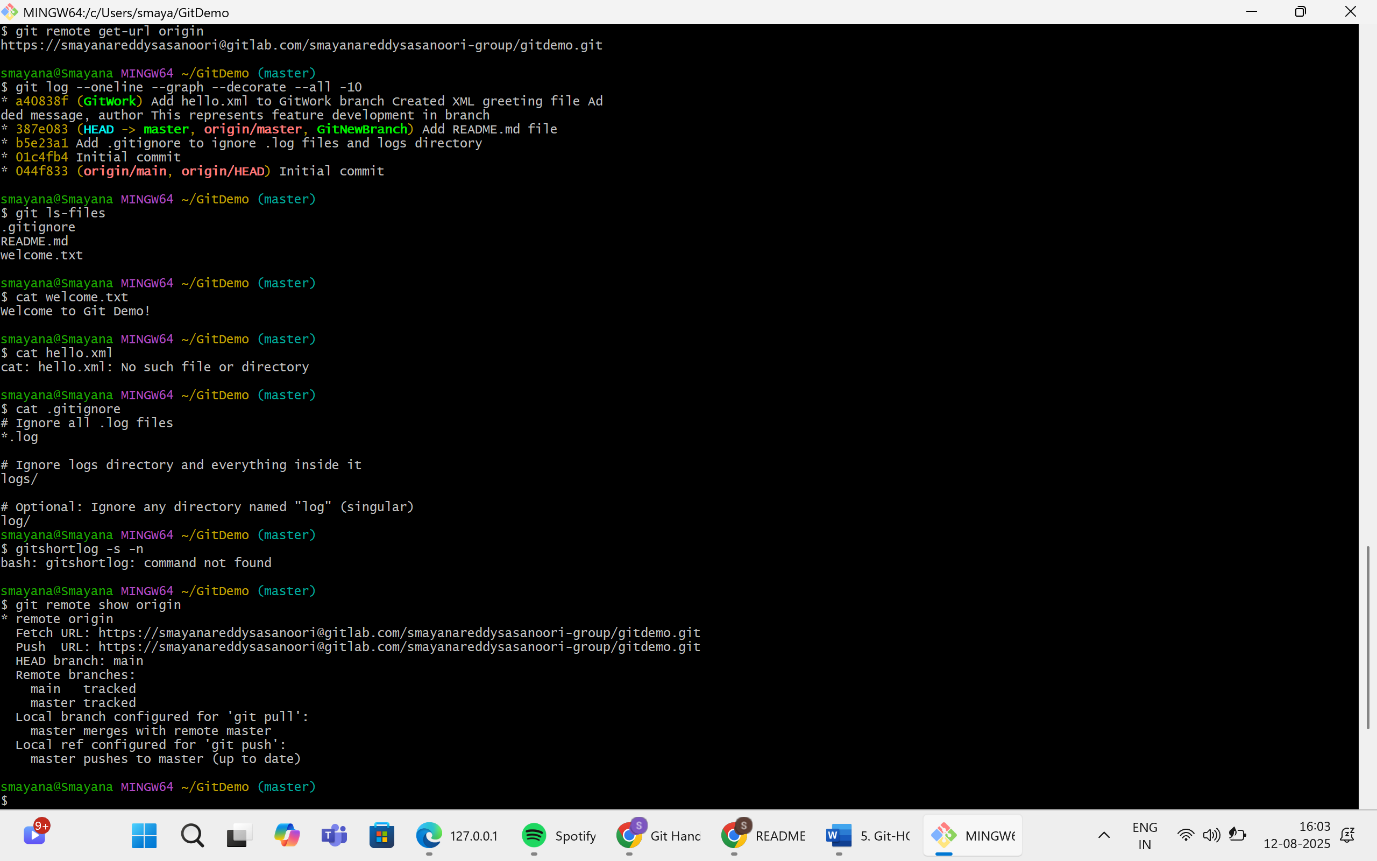 MINGW64:/c/Users/smaya/GitDemo
$ git remote get-url origin
https://smayanareddysasanoori@gitlab.com/smayanareddysasanoori-group/gitdemo.git
smayana@Smayana MINGW64 ~/GitDemo (master)
$ git log --oneline --graph --decorate --all -10
* a40838f (GitWork) Add hello.xml to GitWork branch Created XML greeting file Ad
ded message, author This represents feature development in branch
* 387e083 (HEAD -> master, origin/master, GitNewBranch) Add README.md file
* b5e23a1 Add .gitignore to ignore .log files and logs directory
* 01c4fb4 Initial commit
* 044f833 (origin/main, origin/HEAD) Initial commit
smayana@Smayana MINGW64 ~/GitDemo (master)
$ git ls-files
.gitignore
README.md
welcome.txt
smayana@Smayana MINGW64 ~/GitDemo (master)
$ cat welcome.txt
Welcome to Git Demo!
smayana@Smayana MINGW64 ~/GitDemo (master)
$ cat hello.xml
cat: hello.xml: No such file or directory
smayana@Smayana MINGW64 ~/GitDemo (master)
$ cat .gitignore
# Ignore all .log files
*.log
# Ignore logs directory and everything inside it
logs/
# Optional: Ignore any directory named "log" (singular)
log/
smayana@Smayana MINGW64 ~/GitDemo (master)
$ gitshortlog -s -n
bash: gitshortlog: command not found
smayana@Smayana MINGW64 ~/GitDemo (master)
$ git remote show origin
* remote origin
Fetch URL: https://smayanareddysasanoori@gitlab.com/smayanareddysasanoori-group/gitdemo.git
Push  URL: https://smayanareddysasanoori@gitlab.com/smayanareddysasanoori-group/gitdemo.git
HEAD branch: main
Remote branches:
main   tracked
master tracked
Local branch configured for 'git pull':
master merges with remote master
Local ref configured for 'git push':
master pushes to master (up to date)
smayana@Smayana MINGW64 ~/GitDemo (master)
$
9+
127.0.0.1
Spotify
S
Git Hanc
S
README
W
5. Git-HC
MINGW6
ENG
IN
16:03
12-08-2025